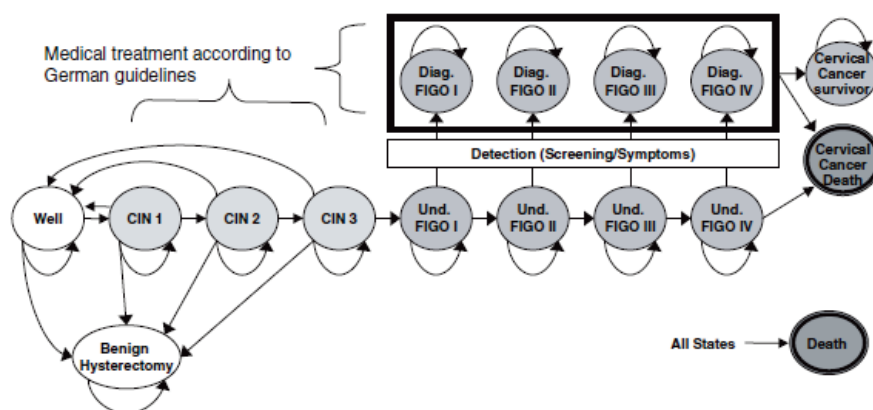 Medical treatment according to
German guidelines
Diag.
FIGO I
Diag.
FIGO II
Diag.
FIGO III
Diag.
FIGO IV
Cervical
Cancer
survivor
Detection (Screening/Symptoms)
Cervical
Cancer
Death
Well
CIN 1
CIN 2
CIN 3
Und.
FIGO I
Und.
FIGO II
Und.
FIGO III
Und.
FIGO IV
Benign
Hysterectomy
All States
Death